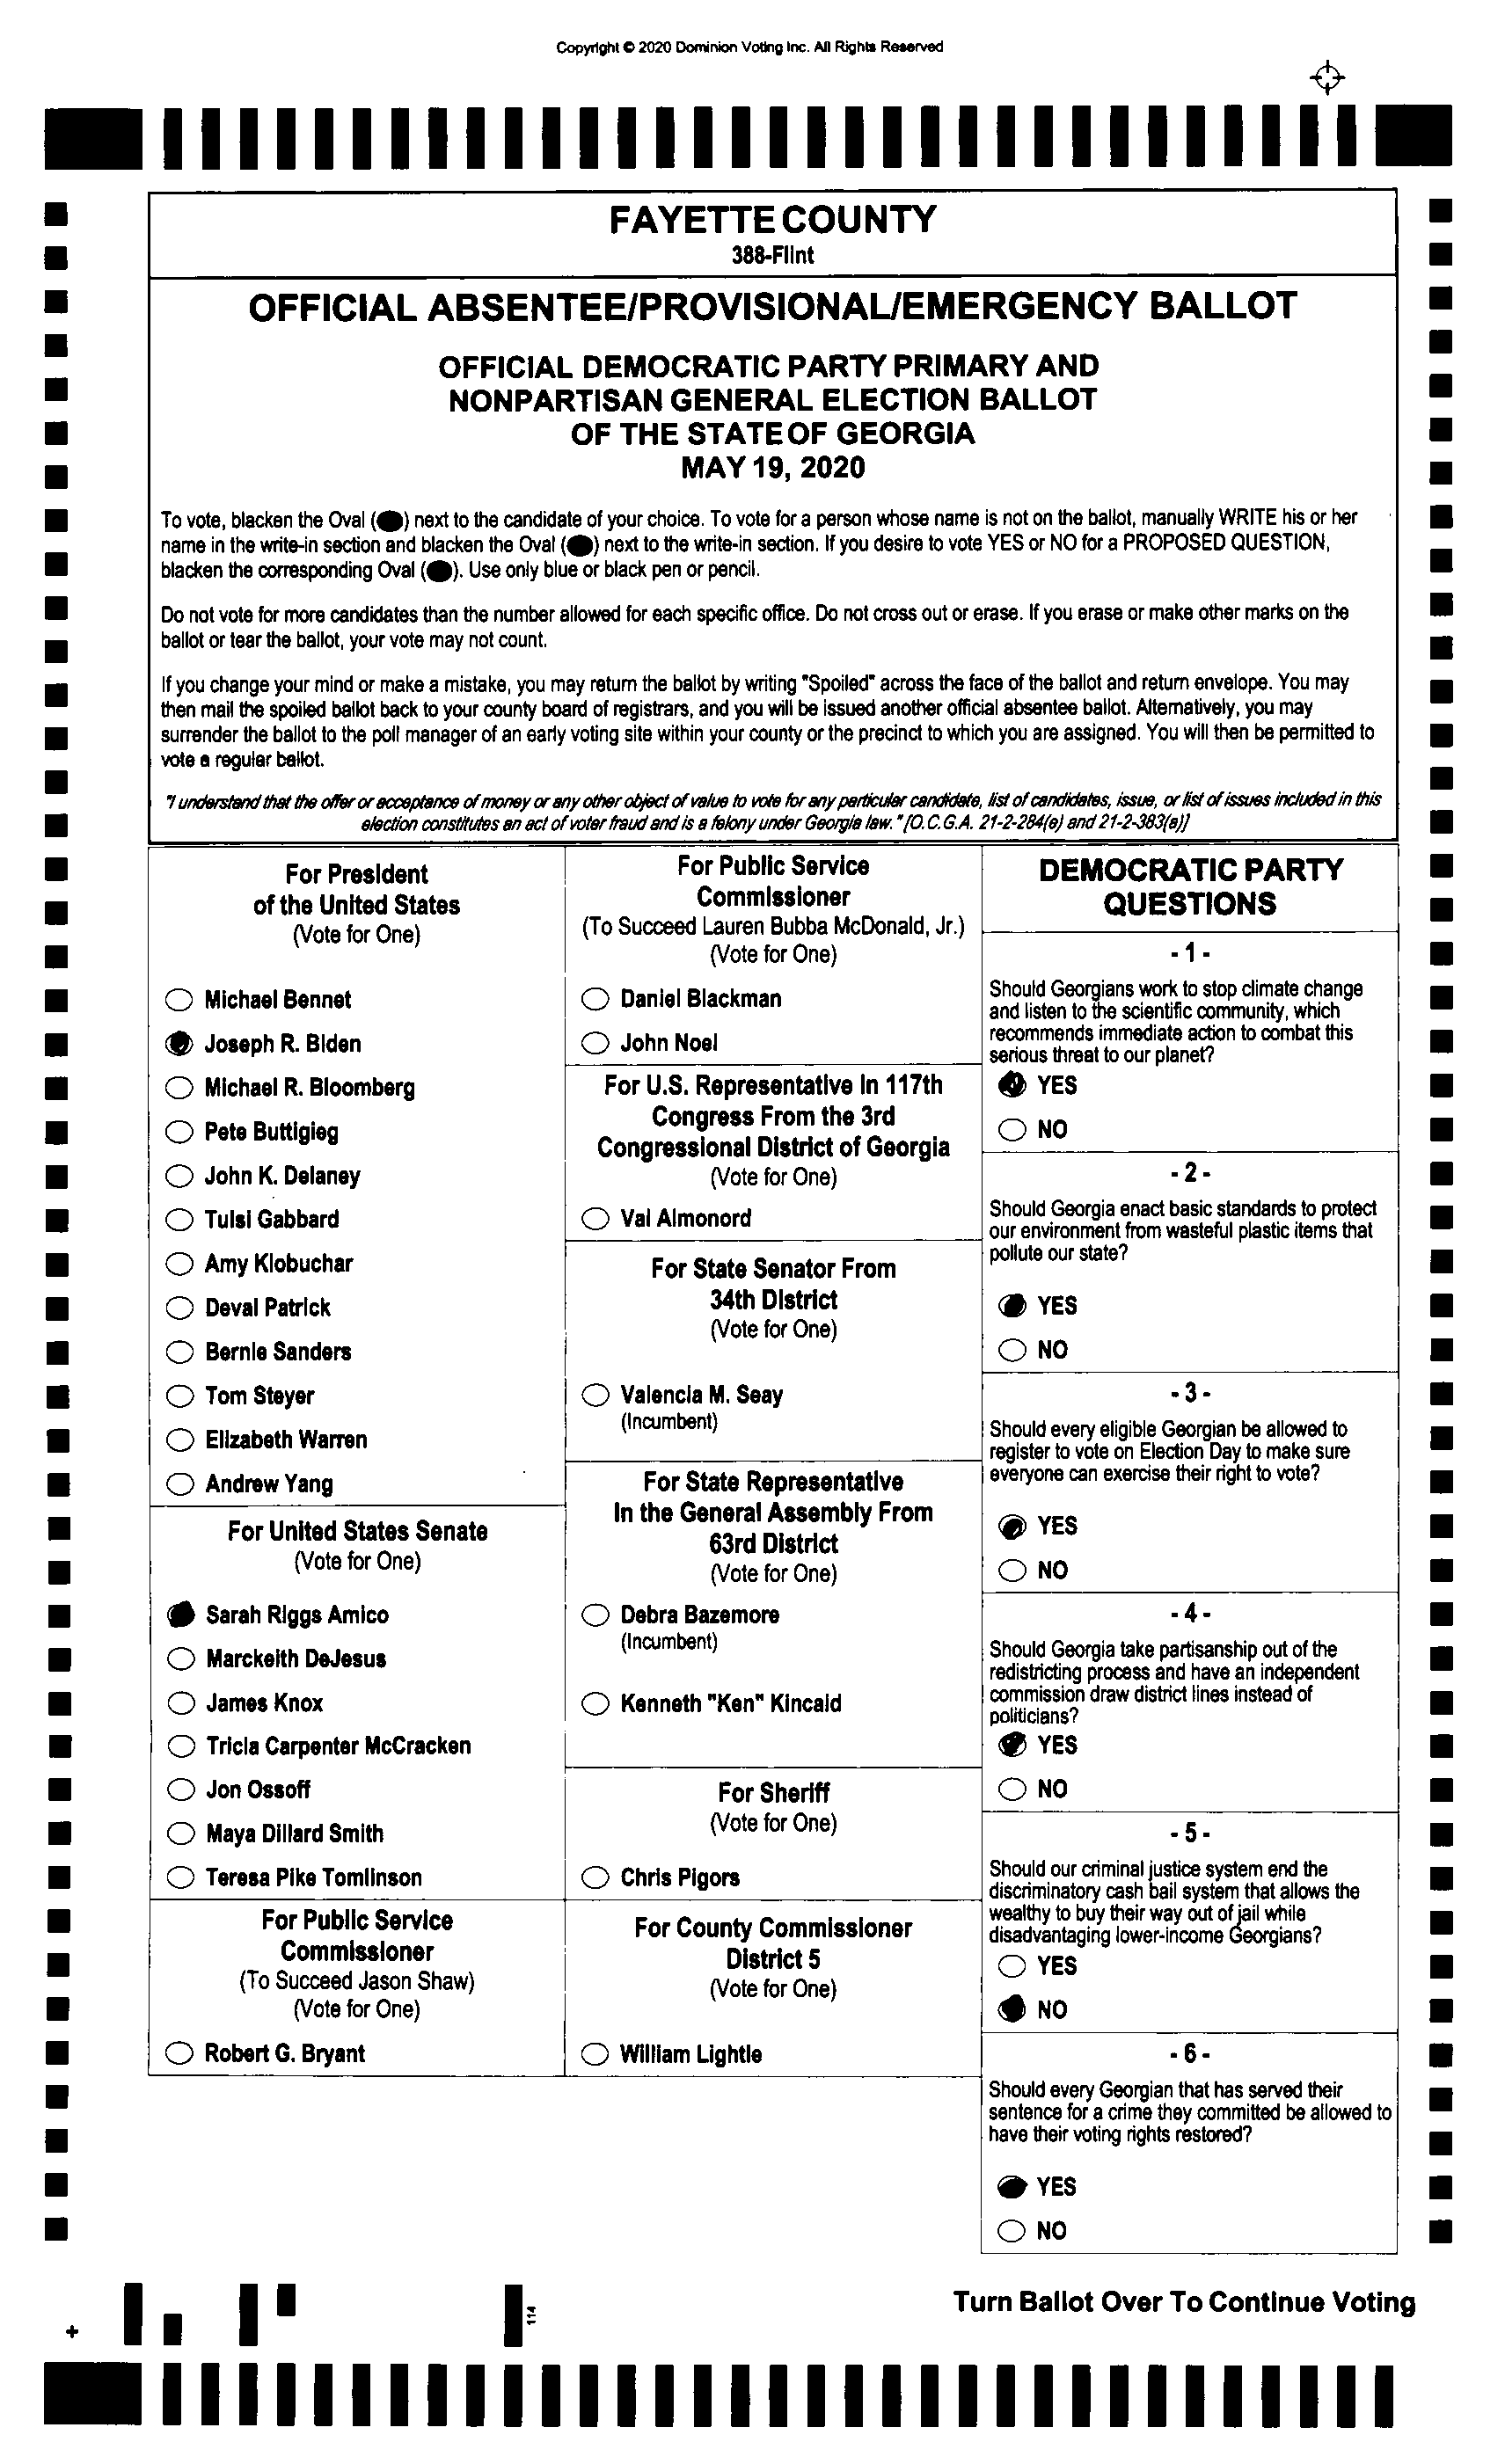 Copyright © 2020 Dominion Voting Inc. All Rights Reserved
FAYETTE COUNTY
388-Flint
OFFICIAL ABSENTEE/PROVISIONAL/EMERGENCY BALLOT
OFFICIAL DEMOCRATIC PARTY PRIMARY AND
NONPARTISAN GENERAL ELECTION BALLOT
OF THE STATE OF GEORGIA
MAY 19, 2020
To vote, blacken the Oval ( ) next to the candidate of your choice. To vote for a person whose name is not on the ballot, manually WRITE his or her
name in the write-in section and blacken the Oval ( ) next to the write-in section. If you desire to vote YES or NO for a PROPOSED QUESTION,
blacken the corresponding Oval ( ). Use only blue or black pen or pencil.
Do not vote for more candidates than the number allowed for each specific office. Do not cross out or erase. If you erase or make other marks on the
ballot or tear the ballot, your vote may not count.
If you change your mind or make a mistake, you may return the ballot by writing "Spoiled" across the face of the ballot and return envelope. You may
then mail the spoiled ballot back to your county board of registrars, and you will be issued another official absentee ballot. Alternatively, you may
surrender the ballot to the poll manager of an early voting site within your county or the precinct to which you are assigned. You will then be permitted to
vote a regular ballot.
"I understand that the offer or acceptance of money or any other object of value to vote for any particular candidate, list of candidates, issue, or list of issues included in this
election constitutes an act of voter fraud and is a felony under Georgia law." [O.C.G.A. 21-2-284(e) and 21-2-383(a)]
For President
of the United States
(Vote for One)
Michael Bennet
Joseph R. Biden
Michael R. Bloomberg
Pete Buttigieg
John K. Delaney
Tulsi Gabbard
Amy Klobuchar
Deval Patrick
Bernie Sanders
Tom Steyer
Elizabeth Warren
Andrew Yang
For United States Senate
(Vote for One)
Sarah Riggs Amico
Marckeith DeJesus
James Knox
Tricia Carpenter McCracken
Jon Ossoff
Maya Dillard Smith
Teresa Pike Tomlinson
For Public Service
Commissioner
(To Succeed Jason Shaw)
(Vote for One)
Robert G. Bryant
For Public Service
Commissioner
(To Succeed Lauren Bubba McDonald, Jr.)
(Vote for One)
Daniel Blackman
John Noel
For U.S. Representative in 117th
Congress From the 3rd
Congressional District of Georgia
(Vote for One)
Val Almonord
For State Senator From
34th District
(Vote for One)
Valencia M. Seay
(Incumbent)
For State Representative
In the General Assembly From
63rd District
(Vote for One)
Debra Bazemore
(Incumbent)
Kenneth "Ken" Kincaid
For Sheriff
(Vote for One)
Chris Pigors
For County Commissioner
District 5
(Vote for One)
William Lightle
DEMOCRATIC PARTY
QUESTIONS
- 1 -
Should Georgians work to stop climate change
and listen to the scientific community, which
recommends immediate action to combat this
serious threat to our planet?
YES
NO
- 2 -
Should Georgia enact basic standards to protect
our environment from wasteful plastic items that
pollute our state?
YES
NO
- 3 -
Should every eligible Georgian be allowed to
register to vote on Election Day to make sure
everyone can exercise their right to vote?
YES
NO
- 4 -
Should Georgia take partisanship out of the
redistricting process and have an independent
commission draw district lines instead of
politicians?
YES
NO
- 5 -
Should our criminal justice system end the
discriminatory cash bail system that allows the
wealthy to buy their way out of jail while
disadvantaging lower-income Georgians?
YES
NO
- 6 -
Should every Georgian that has served their
sentence for a crime they committed be allowed to
have their voting rights restored?
YES
NO
114
Turn Ballot Over To Continue Voting